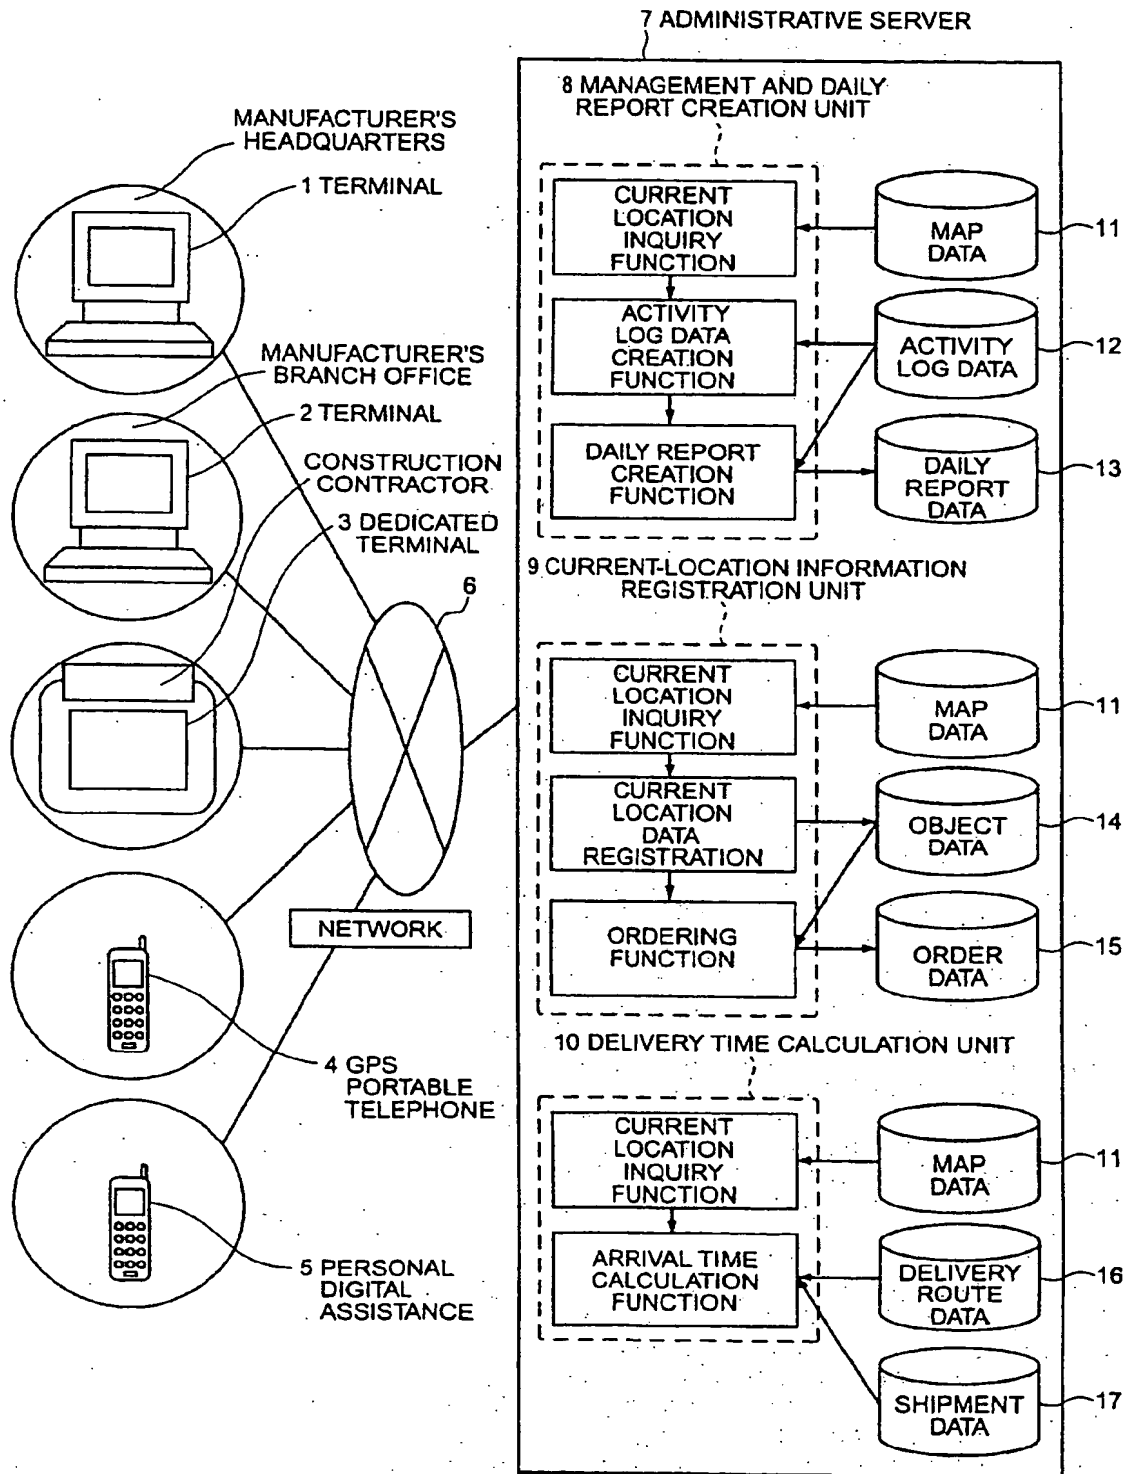 7 ADMINISTRATIVE SERVER
8 MANAGEMENT AND DAILY
REPORT CREATION UNIT
MANUFACTURER'S
HEADQUARTERS
1 TERMINAL
MANUFACTURER'S
BRANCH OFFICE
2 TERMINAL
CONSTRUCTION
CONTRACTOR
3 DEDICATED
TERMINAL
6
NETWORK
4 GPS
PORTABLE
TELEPHONE
5 PERSONAL
DIGITAL
ASSISTANCE
CURRENT
LOCATION
INQUIRY
FUNCTION
MAP
DATA
11
ACTIVITY
LOG DATA
CREATION
FUNCTION
ACTIVITY
LOG DATA
12
DAILY REPORT
CREATION
FUNCTION
DAILY
REPORT
DATA
13
9 CURRENT-LOCATION INFORMATION
REGISTRATION UNIT
CURRENT
LOCATION
INQUIRY
FUNCTION
MAP
DATA
11
CURRENT
LOCATION
DATA
REGISTRATION
OBJECT
DATA
14
ORDERING
FUNCTION
ORDER
DATA
15
10 DELIVERY TIME CALCULATION UNIT
CURRENT
LOCATION
INQUIRY
FUNCTION
MAP
DATA
11
ARRIVAL TIME
CALCULATION
FUNCTION
DELIVERY
ROUTE
DATA
16
SHIPMENT
DATA
17